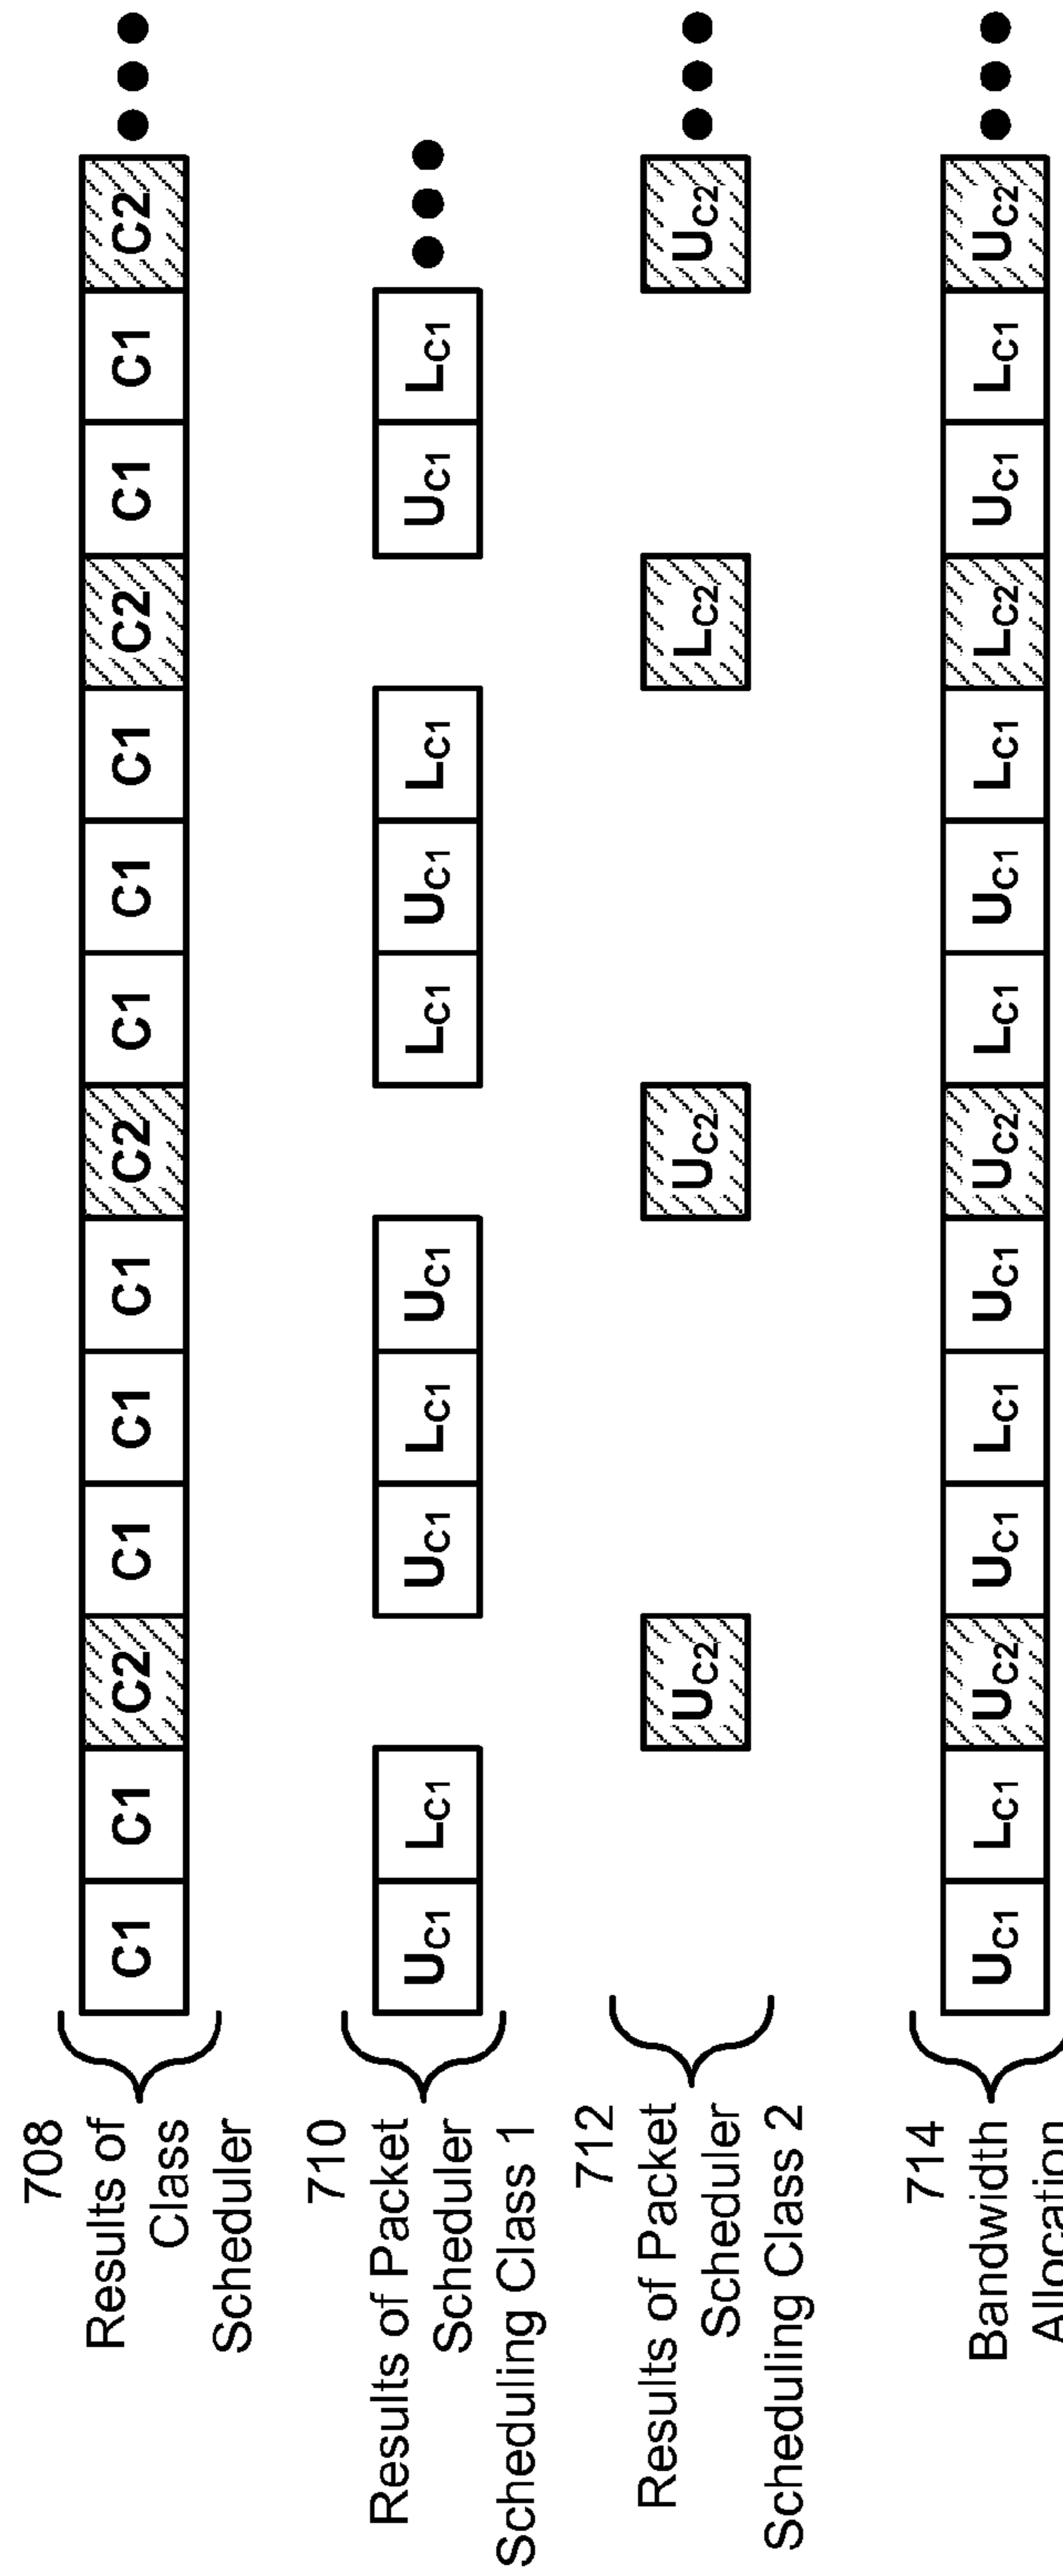 708
Results of
Class
Scheduler
C1 C1 C2 C1 C1 C1 C2 C1 C1 C1 C2 C1 C1 C2
710
Results of Packet
Scheduler
Scheduling Class 1
UC1 LC1 UC1 LC1 UC1 LC1 UC1 LC1 UC1 LC1
712
Results of Packet
Scheduler
Scheduling Class 2
UC2 UC2 LC2 UC2
714
Bandwidth
Allocation
UC1 LC1 UC2 UC1 LC1 UC1 UC2 LC1 UC1 LC1 LC2 UC1 LC1 UC2